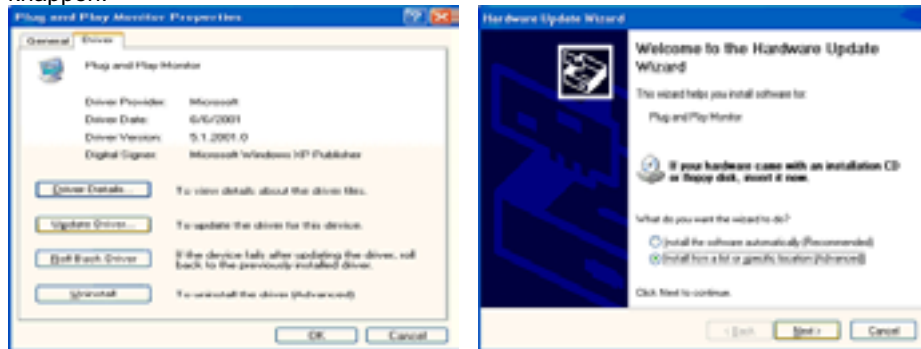 Plug and Play Monitor Properties
General Driver
Plug and Play Monitor
Driver Provider: Microsoft
Driver Date: 6/6/2001
Driver Version: 5.1.2001.0
Digital Signer: Microsoft Windows XP Publisher
Driver Details... To view details about the driver files.
Update Driver... To update the driver for this device.
Roll Back Driver If the device fails after updating the driver, roll
back to the previously installed driver.
Uninstall To uninstall the driver (Advanced).
OK Cancel
Hardware Update Wizard
Welcome to the Hardware Update
Wizard
This wizard helps you install software for:
Plug and Play Monitor
If your hardware came with an installation CD
or floppy disk, insert it now.
What do you want the wizard to do?
Install the software automatically (Recommended)
Install from a list or specific location (Advanced)
Click Next to continue.
< Back Next > Cancel